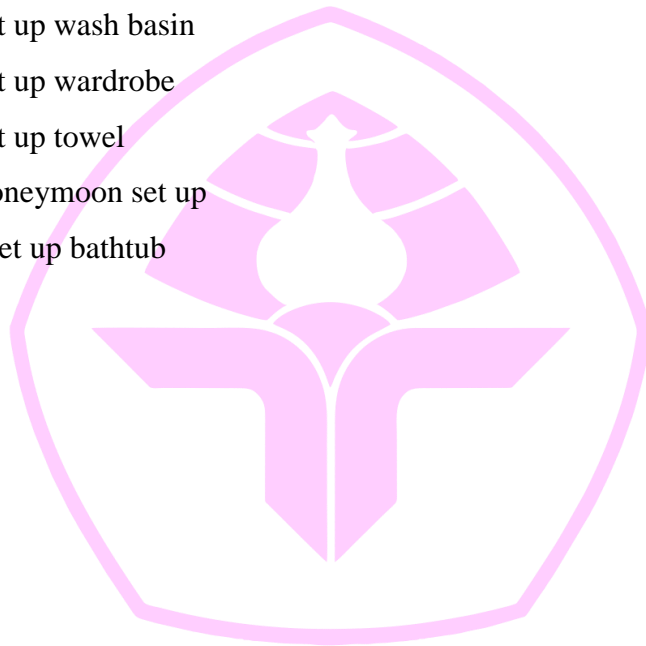 t up wash basin
t up wardrobe
t up towel
oneymoon set up
et up bathtub